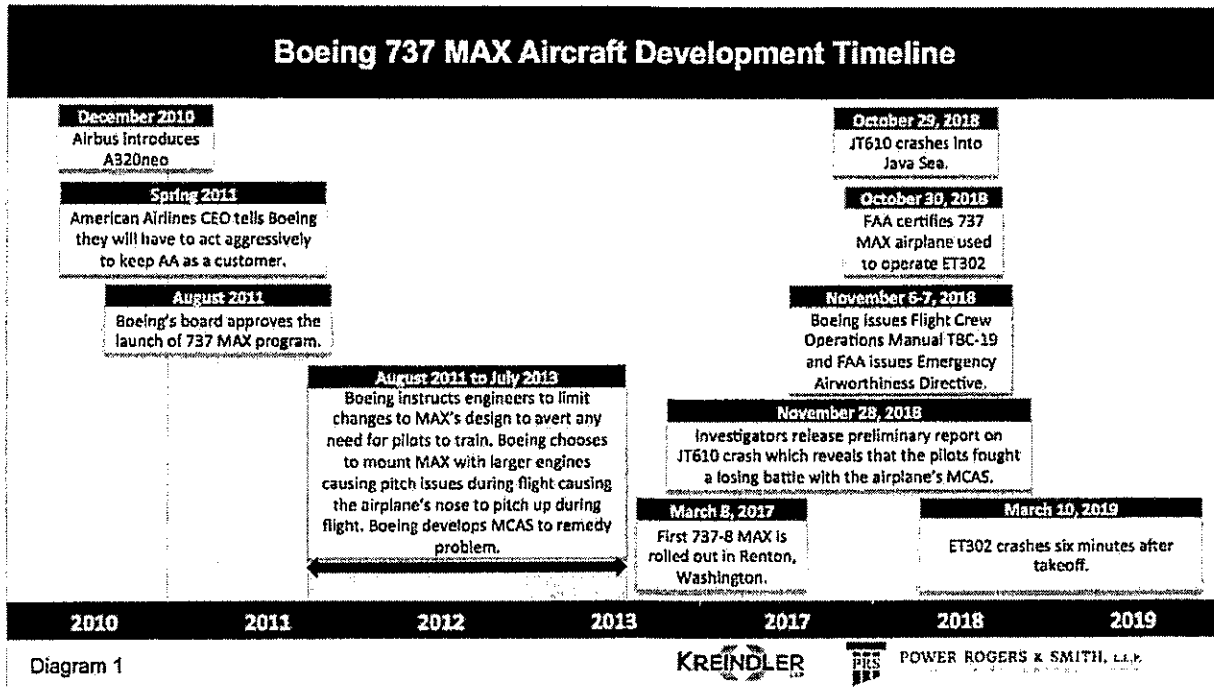 Boeing 737 MAX Aircraft Development Timeline
December 2010
Airbus introduces
A320neo
Spring 2011
American Airlines CEO tells Boeing
they will have to act aggressively
to keep AA as a customer.
August 2011
Boeing's board approves the
launch of 737 MAX program.
August 2011 to July 2013
Boeing instructs engineers to limit
changes to MAX's design to avert any
need for pilots to train. Boeing chooses
to mount MAX with larger engines
causing pitch issues during flight causing
the airplane's nose to pitch up during
flight. Boeing develops MCAS to remedy
problem.
October 29, 2018
JT610 crashes into
Java Sea.
October 30, 2018
FAA certifies 737
MAX airplane used
to operate ET302
November 6-7, 2018
Boeing issues Flight Crew
Operations Manual TBC-19
and FAA issues Emergency
Airworthiness Directive.
November 28, 2018
Investigators release preliminary report on
JT610 crash which reveals that the pilots fought
a losing battle with the airplane's MCAS.
March 8, 2017
First 737-8 MAX is
rolled out in Renton,
Washington.
March 10, 2019
ET302 crashes six minutes after
takeoff.
2010 2011 2012 2013 2017 2018 2019
Diagram 1
KREINDLER LLP
PRS
POWER ROGERS & SMITH, L.L.P.